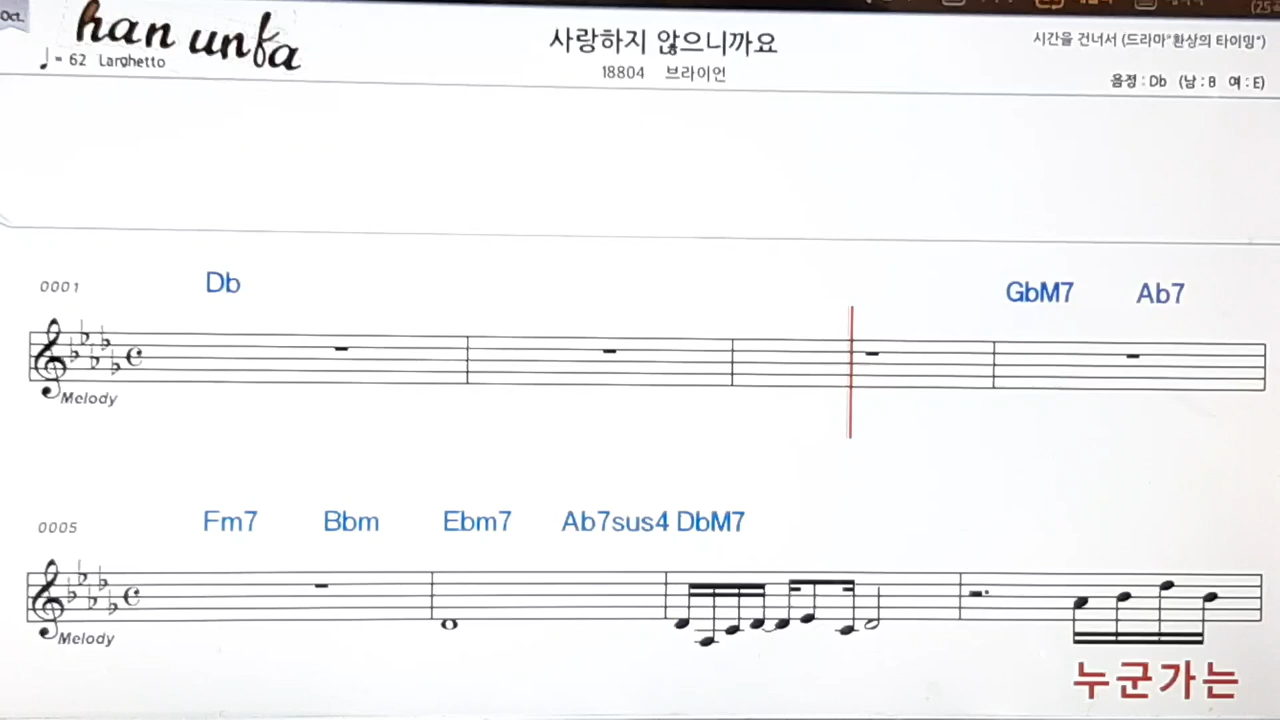 Oct.
han unfa
♩= 62 Larghetto
사랑하지 않으니까요
18804 브라이언
시간을 건너서 (드라마"환상의 타이밍")
음정 : Db (남 : B 여 : E)
0001 Db GbM7 Ab7
Melody
0005 Fm7 Bbm Ebm7 Ab7sus4 DbM7
Melody
누군가는